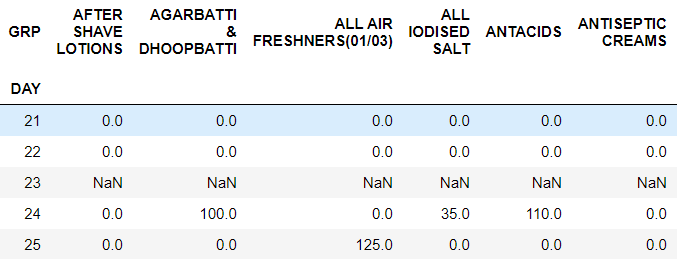 GRP AFTER SHAVE LOTIONS AGARBATTI & DHOOPBATTI ALL AIR FRESHNERS(01/03) ALL IODISED SALT ANTACIDS ANTISEPTIC CREAMS
DAY
21 0.0 0.0 0.0 0.0 0.0 0.0
22 0.0 0.0 0.0 0.0 0.0 0.0
23 NaN NaN NaN NaN NaN NaN
24 0.0 100.0 0.0 35.0 110.0 0.0
25 0.0 0.0 125.0 0.0 0.0 0.0